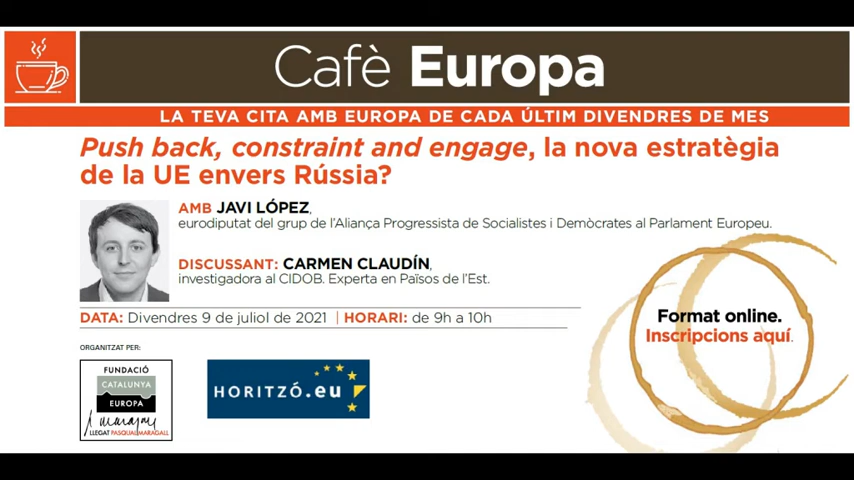 Cafè Europa
LA TEVA CITA AMB EUROPA DE CADA ÚLTIM DIVENDRES DE MES
Push back, constraint and engage, la nova estratègia
de la UE envers Rússia?
AMB JAVI LÓPEZ,
eurodiputat del grup de l'Aliança Progressista de Socialistes i Demòcrates al Parlament Europeu.
DISCUSSANT: CARMEN CLAUDÍN,
investigadora al CIDOB. Experta en Països de l'Est.
DATA: Divendres 9 de juliol de 2021 | HORARI: de 9h a 10h
Format online.
Inscripcions aquí.
ORGANITZAT PER:
FUNDACIÓ
CATALUNYA
EUROPA
LLEGAT PASQUALMARAGALL
HORITZÓ.eu